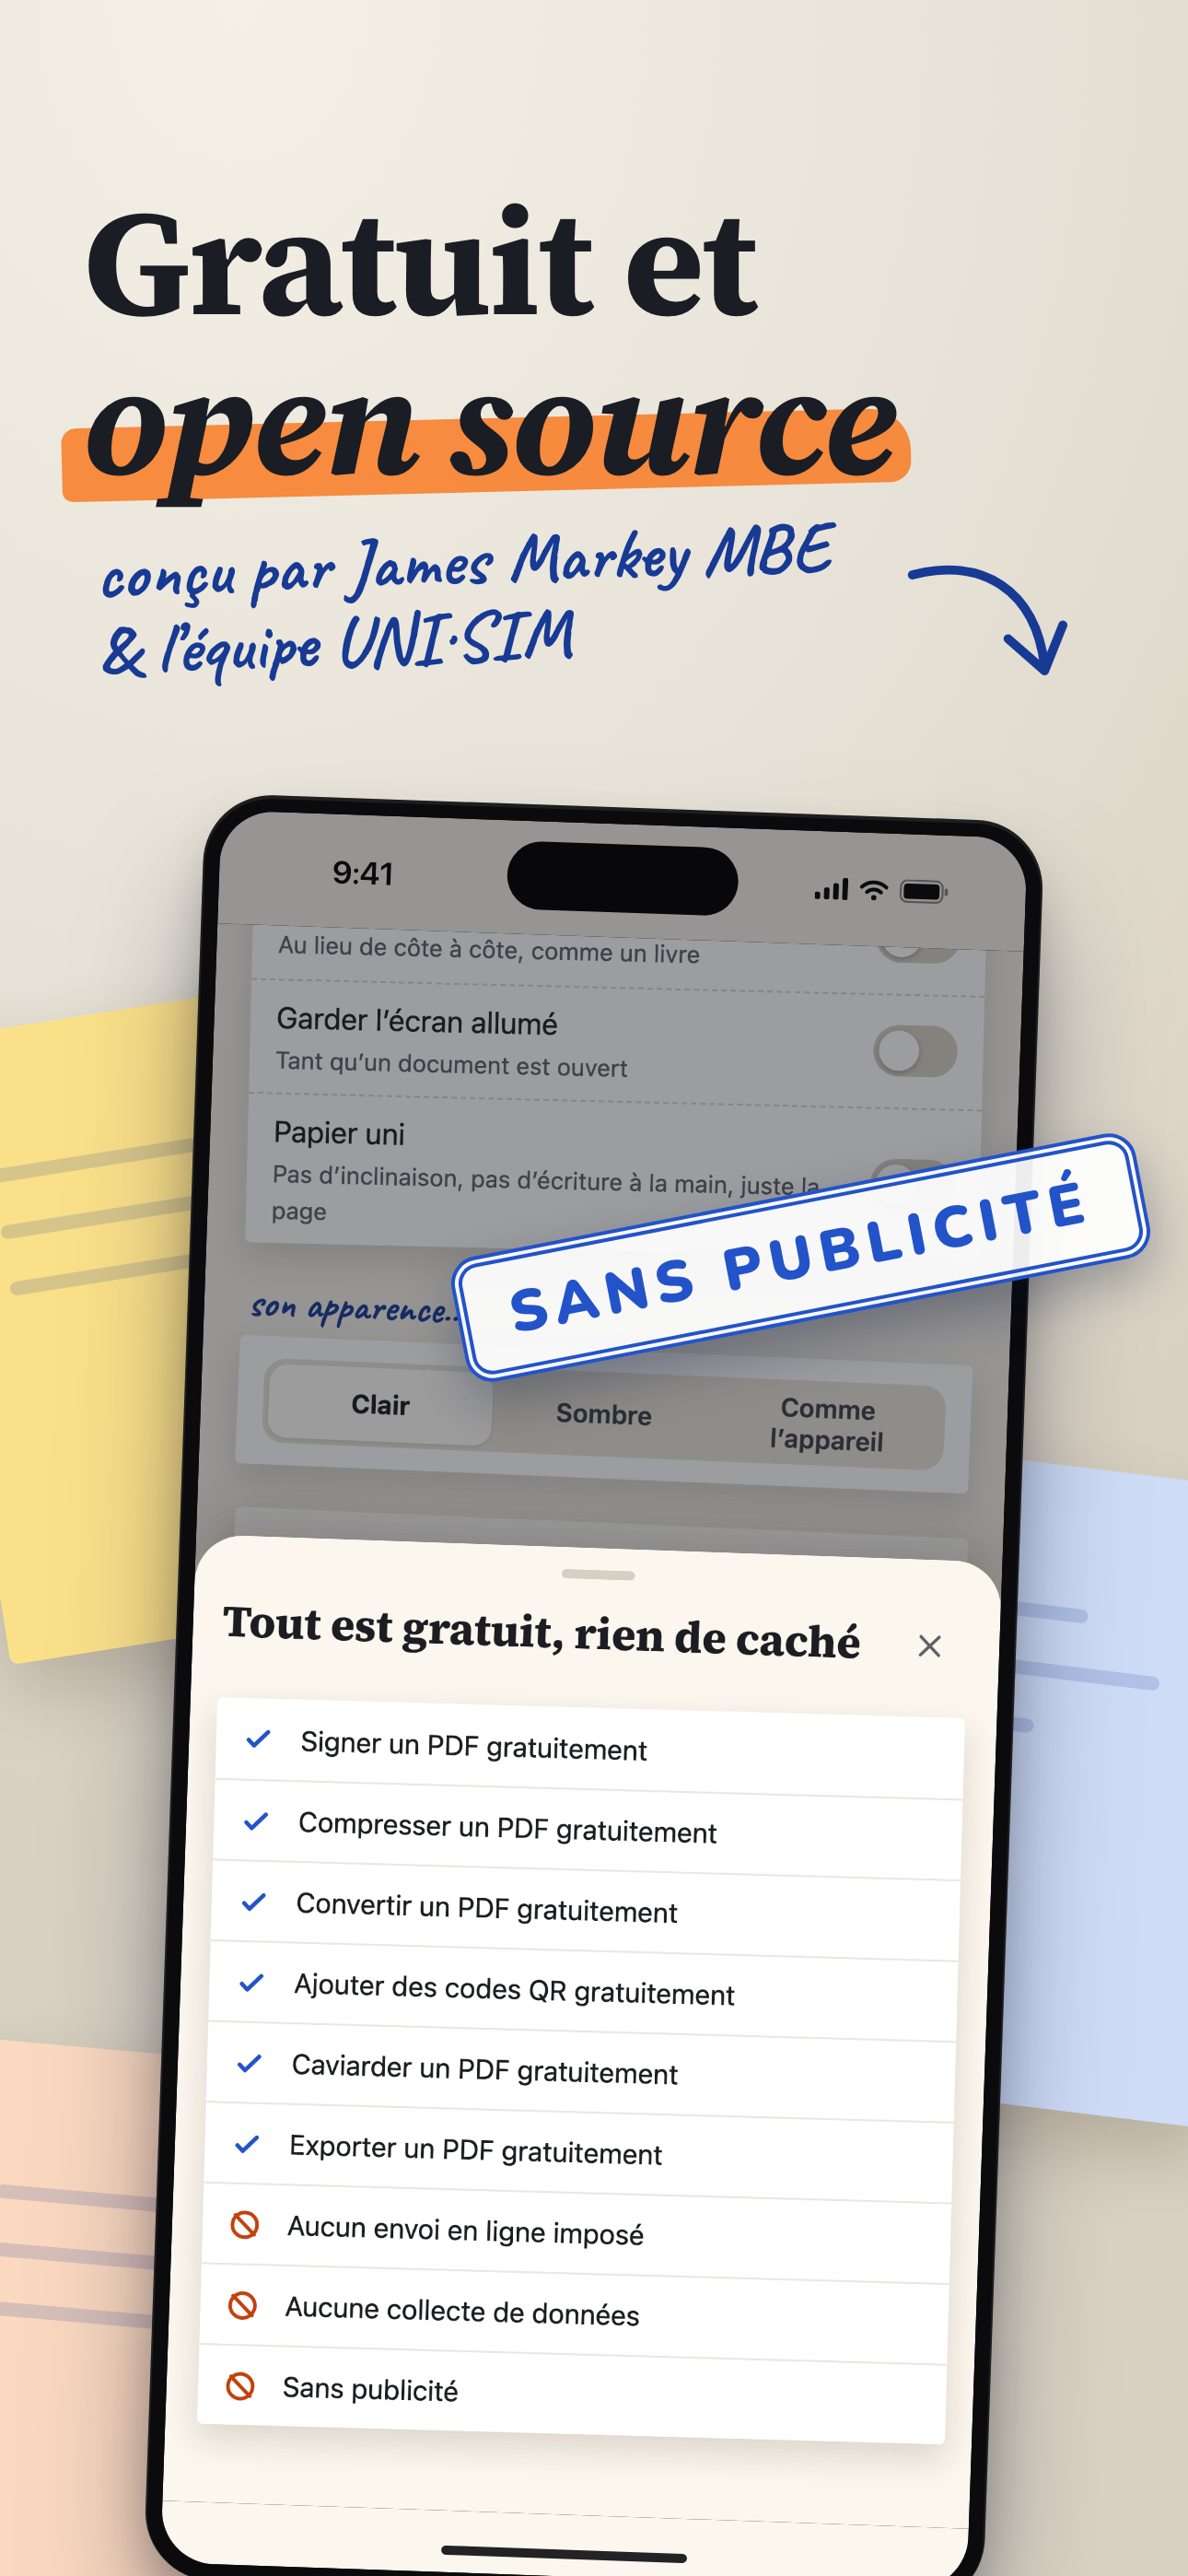 Gratuit et
open source
conçu par James Markey MBE
& l’équipe UNI·SIM
9:41
Au lieu de côte à côte, comme un livre
Garder l’écran allumé
Tant qu’un document est ouvert
Papier uni
Pas d’inclinaison, pas d’écriture à la main, juste la
page
SANS PUBLICITÉ
son apparence...
Clair
Sombre
Comme
l’appareil
Tout est gratuit, rien de caché
Signer un PDF gratuitement
Compresser un PDF gratuitement
Convertir un PDF gratuitement
Ajouter des codes QR gratuitement
Caviarder un PDF gratuitement
Exporter un PDF gratuitement
Aucun envoi en ligne imposé
Aucune collecte de données
Sans publicité